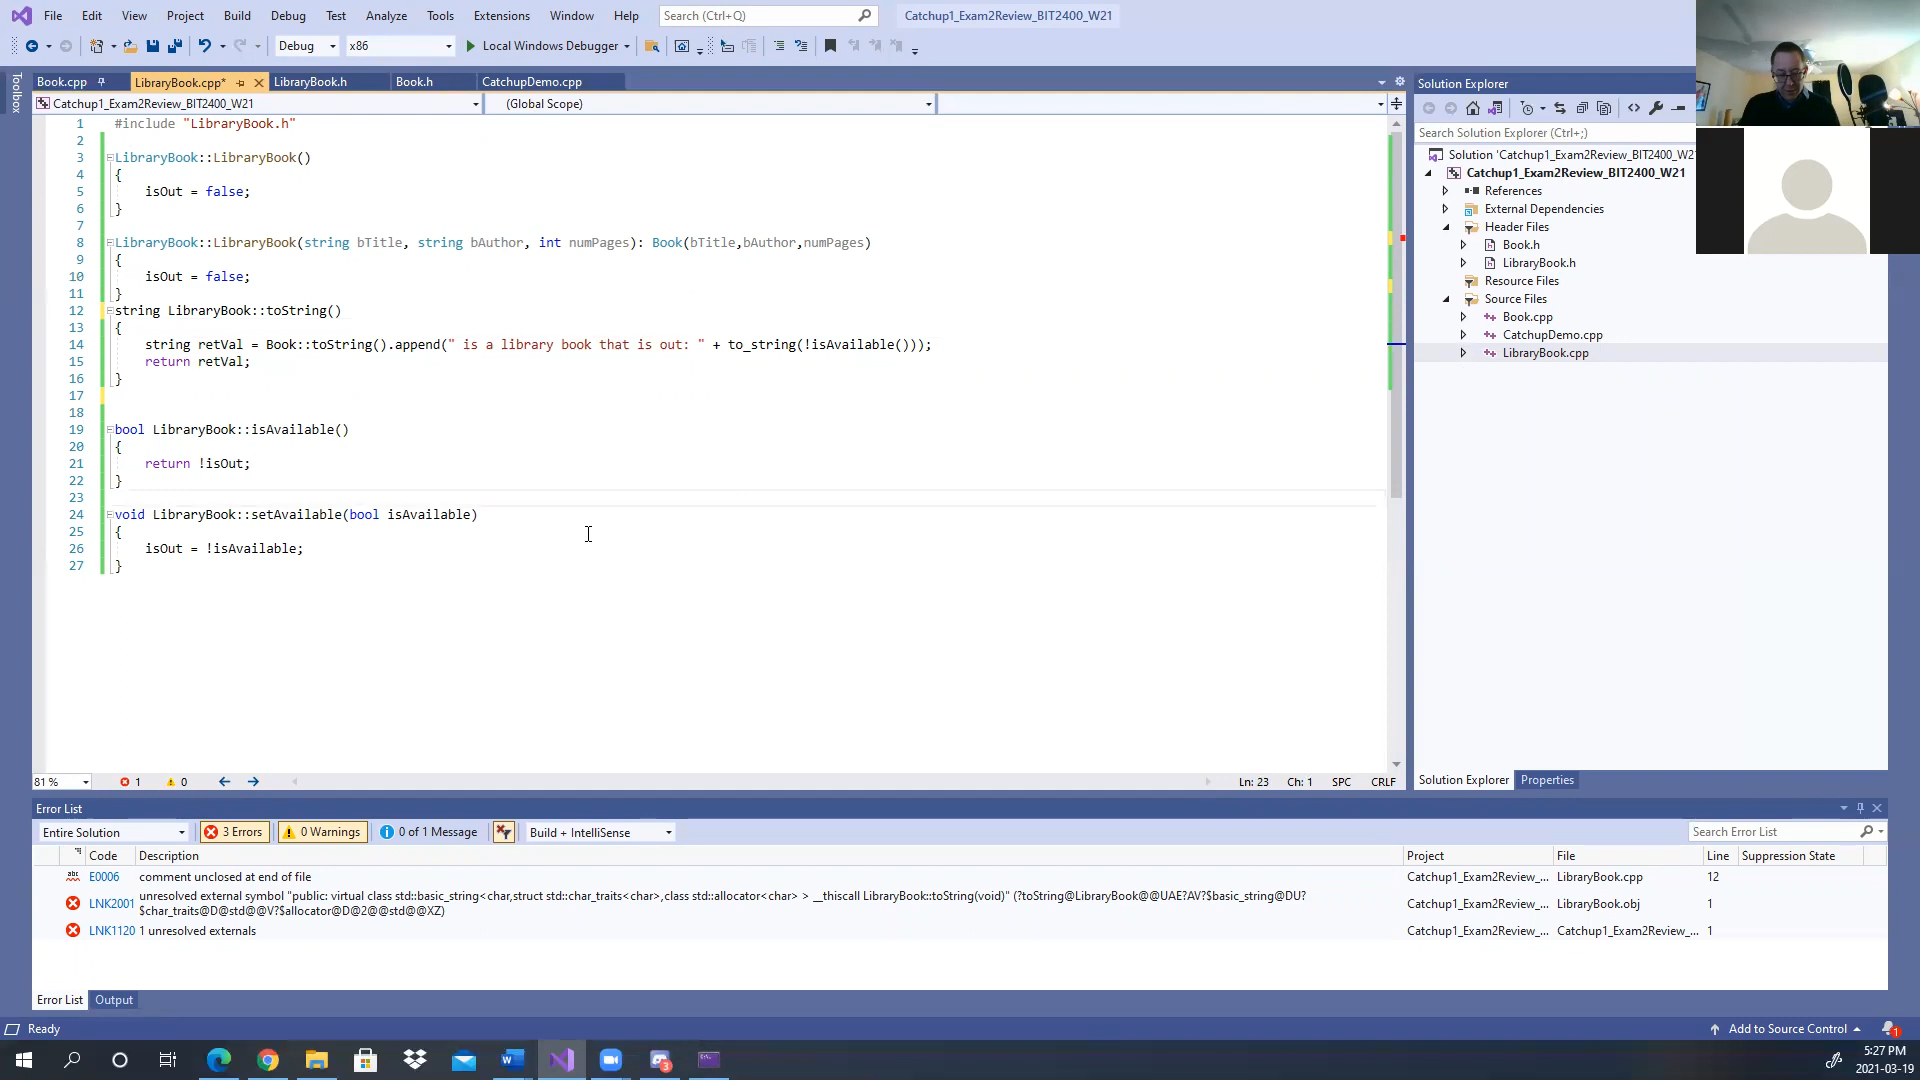 File Edit View Project Build Debug Test Analyze Tools Extensions Window Help Search (Ctrl+Q) Catchup1_Exam2Review_BIT2400_W21
Debug x86 Local Windows Debugger
Toolbox
Book.cpp LibraryBook.cpp* LibraryBook.h Book.h CatchupDemo.cpp
Catchup1_Exam2Review_BIT2400_W21 (Global Scope)
1 #include "LibraryBook.h"
2
3 LibraryBook::LibraryBook()
4 {
5 isOut = false;
6 }
7
8 LibraryBook::LibraryBook(string bTitle, string bAuthor, int numPages): Book(bTitle,bAuthor,numPages)
9 {
10 isOut = false;
11 }
12 string LibraryBook::toString()
13 {
14 string retVal = Book::toString().append(" is a library book that is out: " + to_string(!isAvailable()));
15 return retVal;
16 }
17
18
19 bool LibraryBook::isAvailable()
20 {
21 return !isOut;
22 }
23
24 void LibraryBook::setAvailable(bool isAvailable)
25 {
26 isOut = !isAvailable;
27 }
81 % 1 0 Ln: 23 Ch: 1 SPC CRLF
Solution Explorer
Search Solution Explorer (Ctrl+;)
Solution 'Catchup1_Exam2Review_BIT2400_W21'
Catchup1_Exam2Review_BIT2400_W21
References
External Dependencies
Header Files
Book.h
LibraryBook.h
Resource Files
Source Files
Book.cpp
CatchupDemo.cpp
LibraryBook.cpp
Solution Explorer Properties
Error List
Entire Solution 3 Errors 0 Warnings 0 of 1 Message Build + IntelliSense Search Error List
Code Description Project File Line Suppression State
abc E0006 comment unclosed at end of file Catchup1_Exam2Review_... LibraryBook.cpp 12
LNK2001 unresolved external symbol "public: virtual class std::basic_string<char,struct std::char_traits<char>,class std::allocator<char> > __thiscall LibraryBook::toString(void)" (?toString@LibraryBook@@UAE?AV?$basic_string@DU?$char_traits@D@std@@V?$allocator@D@2@@std@@XZ) Catchup1_Exam2Review_... LibraryBook.obj 1
LNK1120 1 unresolved externals Catchup1_Exam2Review_... Catchup1_Exam2Review_... 1
Error List Output
Ready Add to Source Control 1
3
5:27 PM
2021-03-19